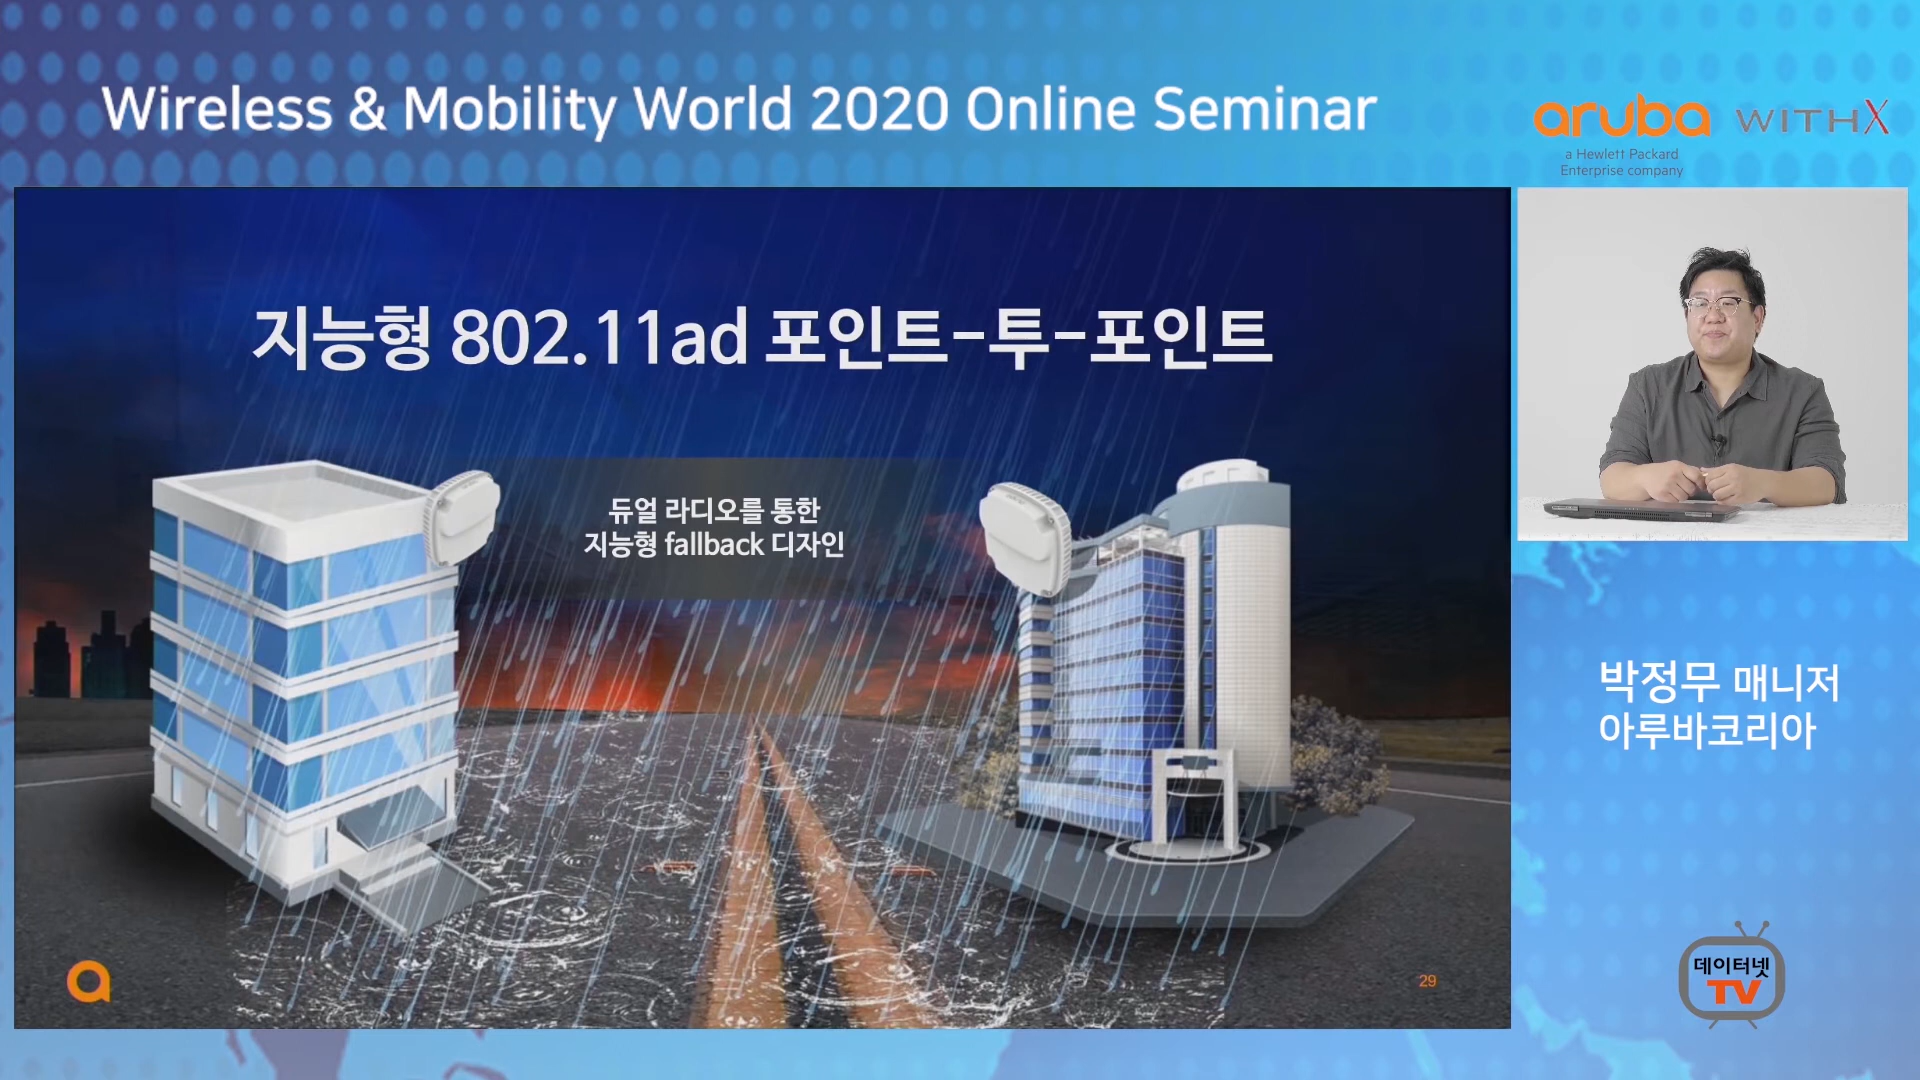 Wireless & Mobility World 2020 Online Seminar
aruba
a Hewlett Packard
Enterprise company
WITHX
지능형 802.11ad 포인트-투-포인트
듀얼 라디오를 통한
지능형 fallback 디자인
29
박정무 매니저
아루바코리아
데이터넷
TV